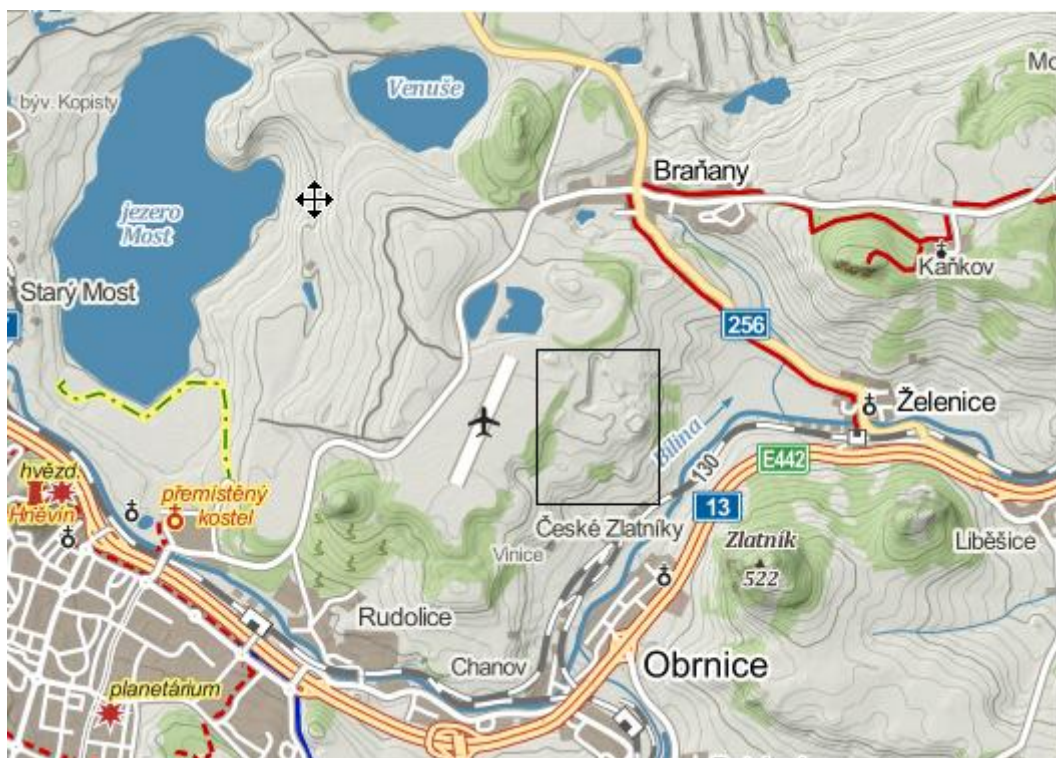 Mo
býv. Kopisty
Venuše
Braňany
jezero
Most
Kaňkov
Starý Most
256
Želenice
Bílina
E442
130
hvězd.
přemístěný
kostel
Hněvín
13
České Zlatníky
Zlatník
522
Vinice
Liběšice
Rudolice
Chanov
Obrnice
planetárium